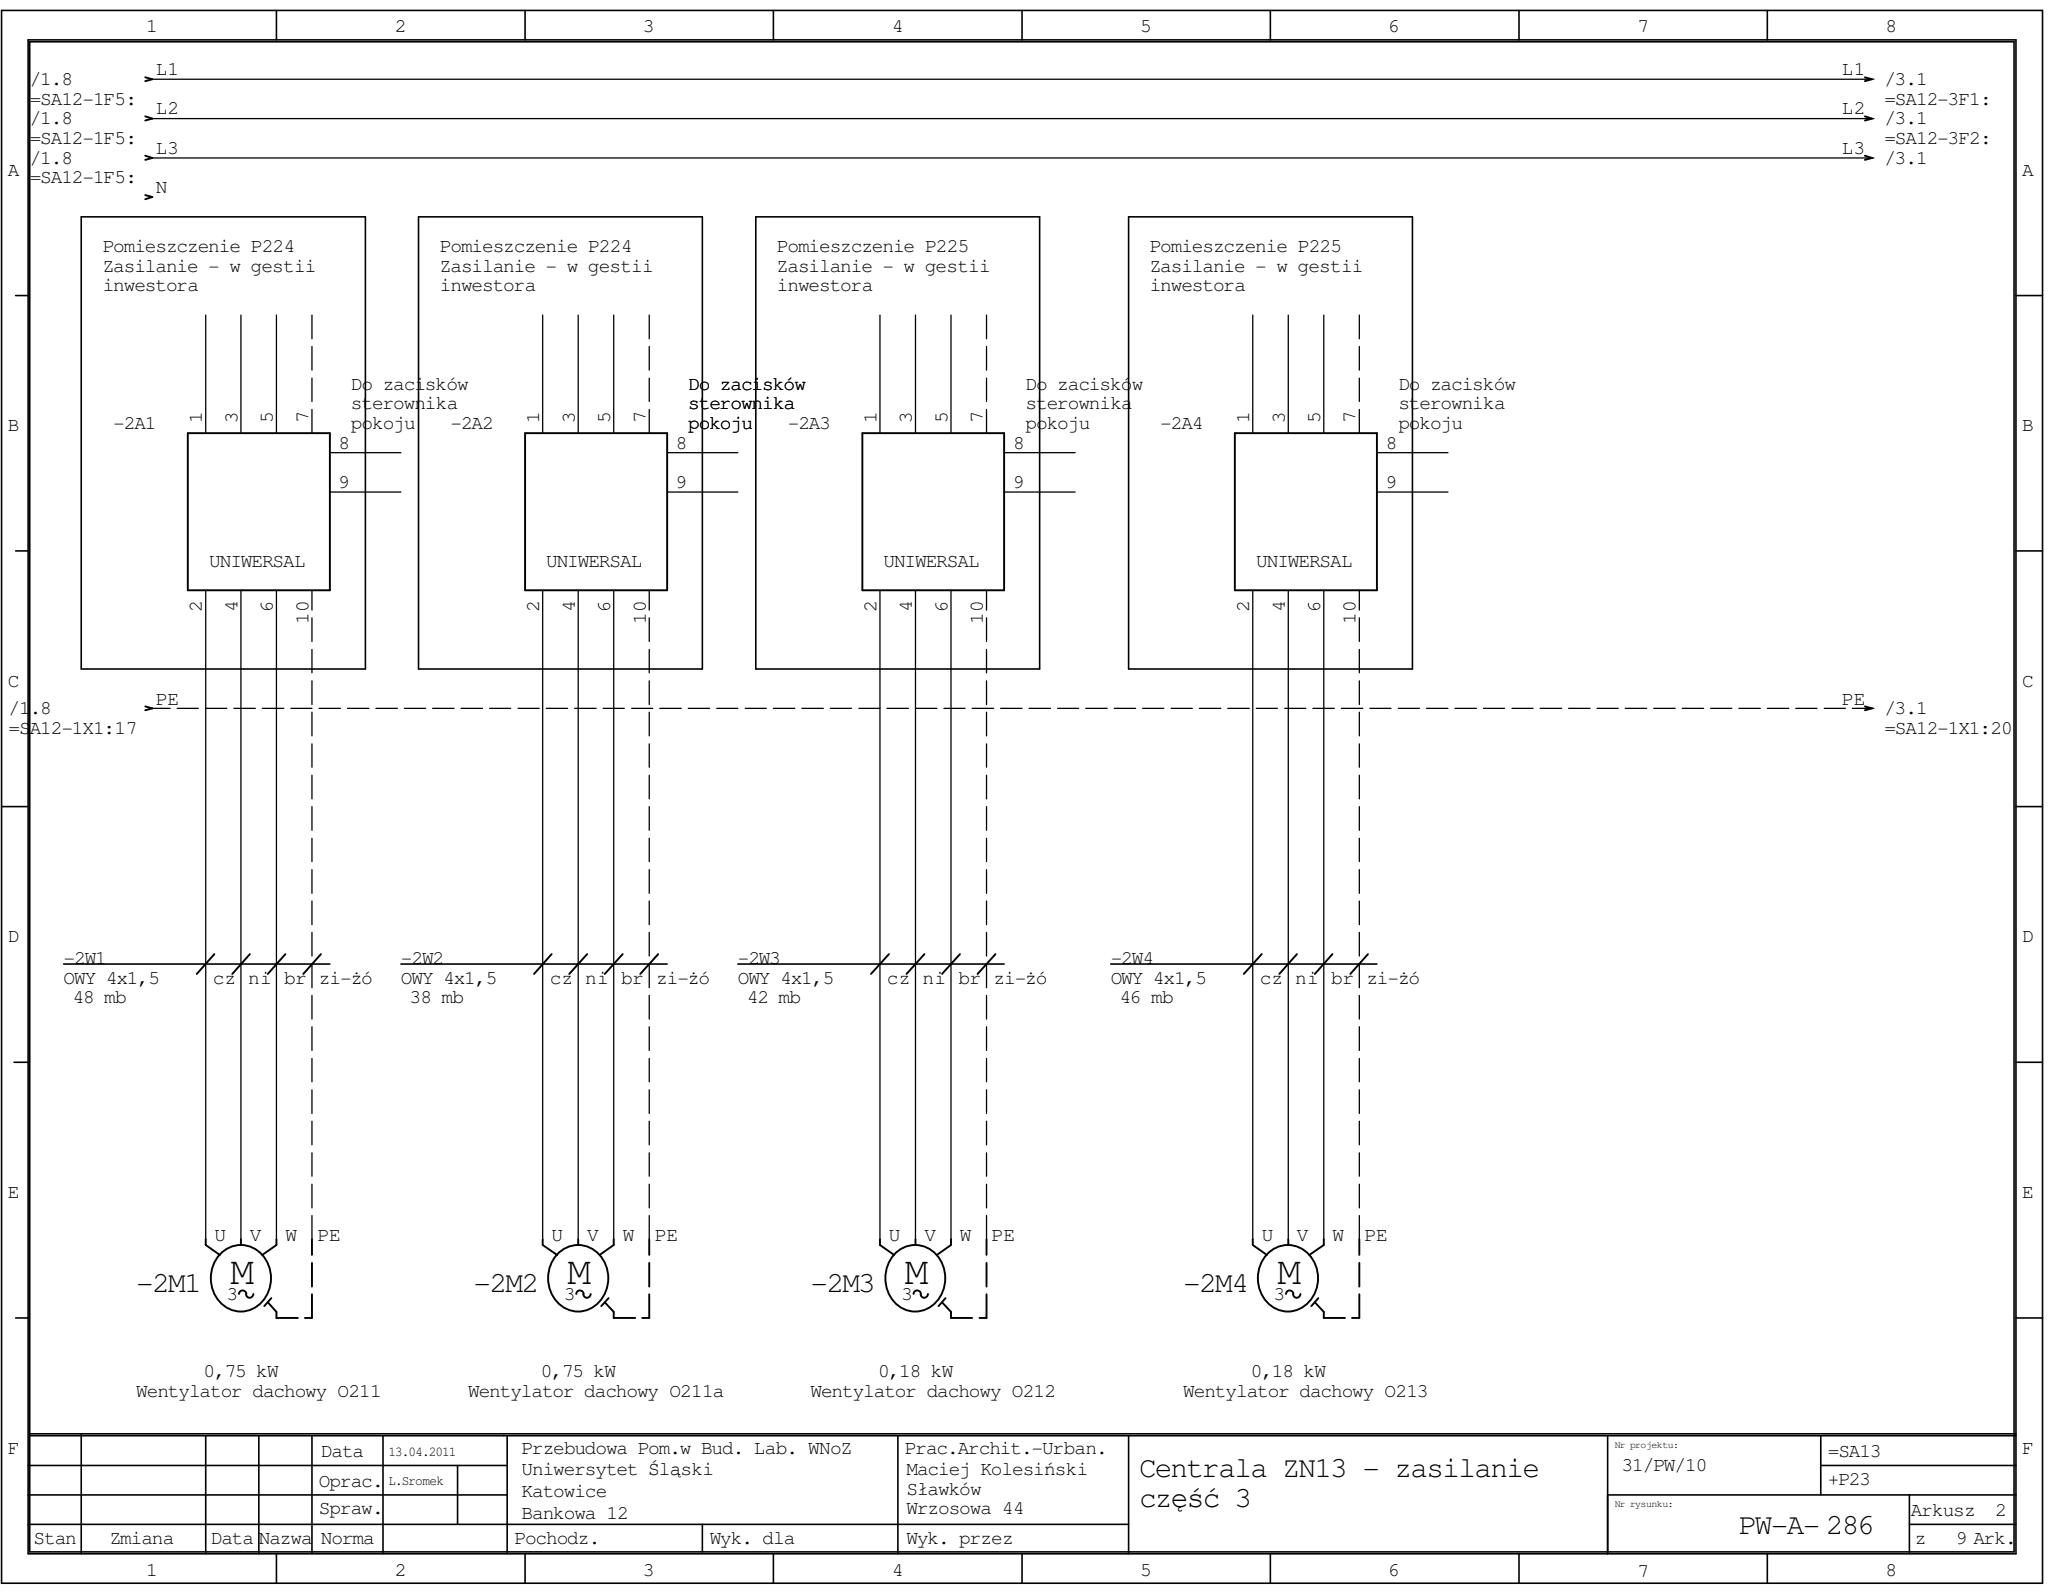 1 2 3 4 5 6 7 8
/1.8 L1 L1 /3.1
=SA12-1F5: =SA12-3F1:
/1.8 L2 L2 /3.1
=SA12-1F5: =SA12-3F2:
/1.8 L3 L3 /3.1
A A
=SA12-1F5:
N
Pomieszczenie P224
Zasilanie - w gestii
inwestora
Pomieszczenie P224
Zasilanie - w gestii
inwestora
Pomieszczenie P225
Zasilanie - w gestii
inwestora
Pomieszczenie P225
Zasilanie - w gestii
inwestora
B B
-2A1
1 3 5 7
Do zacisków
sterownika
pokoju
8
9
UNIWERSAL
2 4 6 10
-2A2
1 3 5 7
Do zacisków
sterownika
pokoju
8
9
UNIWERSAL
2 4 6 10
-2A3
1 3 5 7
Do zacisków
sterownika
pokoju
8
9
UNIWERSAL
2 4 6 10
-2A4
1 3 5 7
Do zacisków
sterownika
pokoju
8
9
UNIWERSAL
2 4 6 10
C C
/1.8 PE PE /3.1
=SA12-1X1:17 =SA12-1X1:20
D D
-2W1
OWY 4x1,5 cz ni br zi-żó
48 mb
-2W2
OWY 4x1,5 cz ni br zi-żó
38 mb
-2W3
OWY 4x1,5 cz ni br zi-żó
42 mb
-2W4
OWY 4x1,5 cz ni br zi-żó
46 mb
E E
U V W PE
-2M1 M
3~
0,75 kW
Wentylator dachowy O211
U V W PE
-2M2 M
3~
0,75 kW
Wentylator dachowy O211a
U V W PE
-2M3 M
3~
0,18 kW
Wentylator dachowy O212
U V W PE
-2M4 M
3~
0,18 kW
Wentylator dachowy O213
F F
Data 13.04.2011
Oprac. L.Sromek
Spraw.
Stan Zmiana Data Nazwa Norma
Przebudowa Pom.w Bud. Lab. WNoZ
Uniwersytet Śląski
Katowice
Bankowa 12
Pochodz. Wyk. dla
Prac.Archit.-Urban.
Maciej Kolesiński
Sławków
Wrzosowa 44
Wyk. przez
Centrala ZN13 - zasilanie
część 3
Nr projektu:
31/PW/10
=SA13
+P23
Nr rysunku:
PW-A- 286
Arkusz 2
z 9 Ark.
1 2 3 4 5 6 7 8